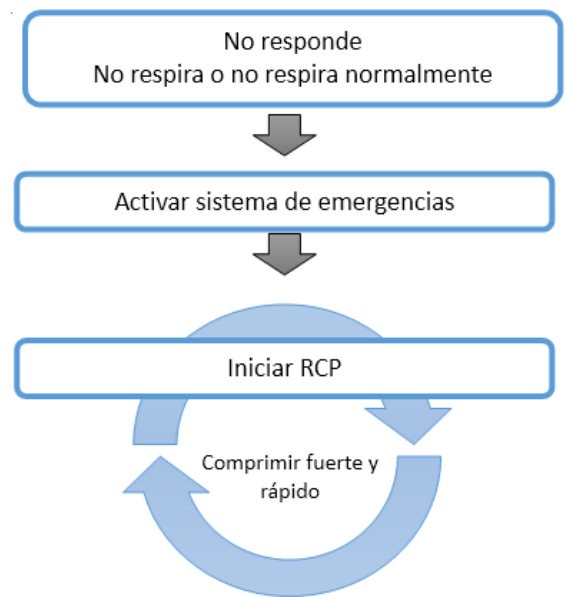 No responde
No respira o no respira normalmente
Activar sistema de emergencias
Iniciar RCP
Comprimir fuerte y
rápido